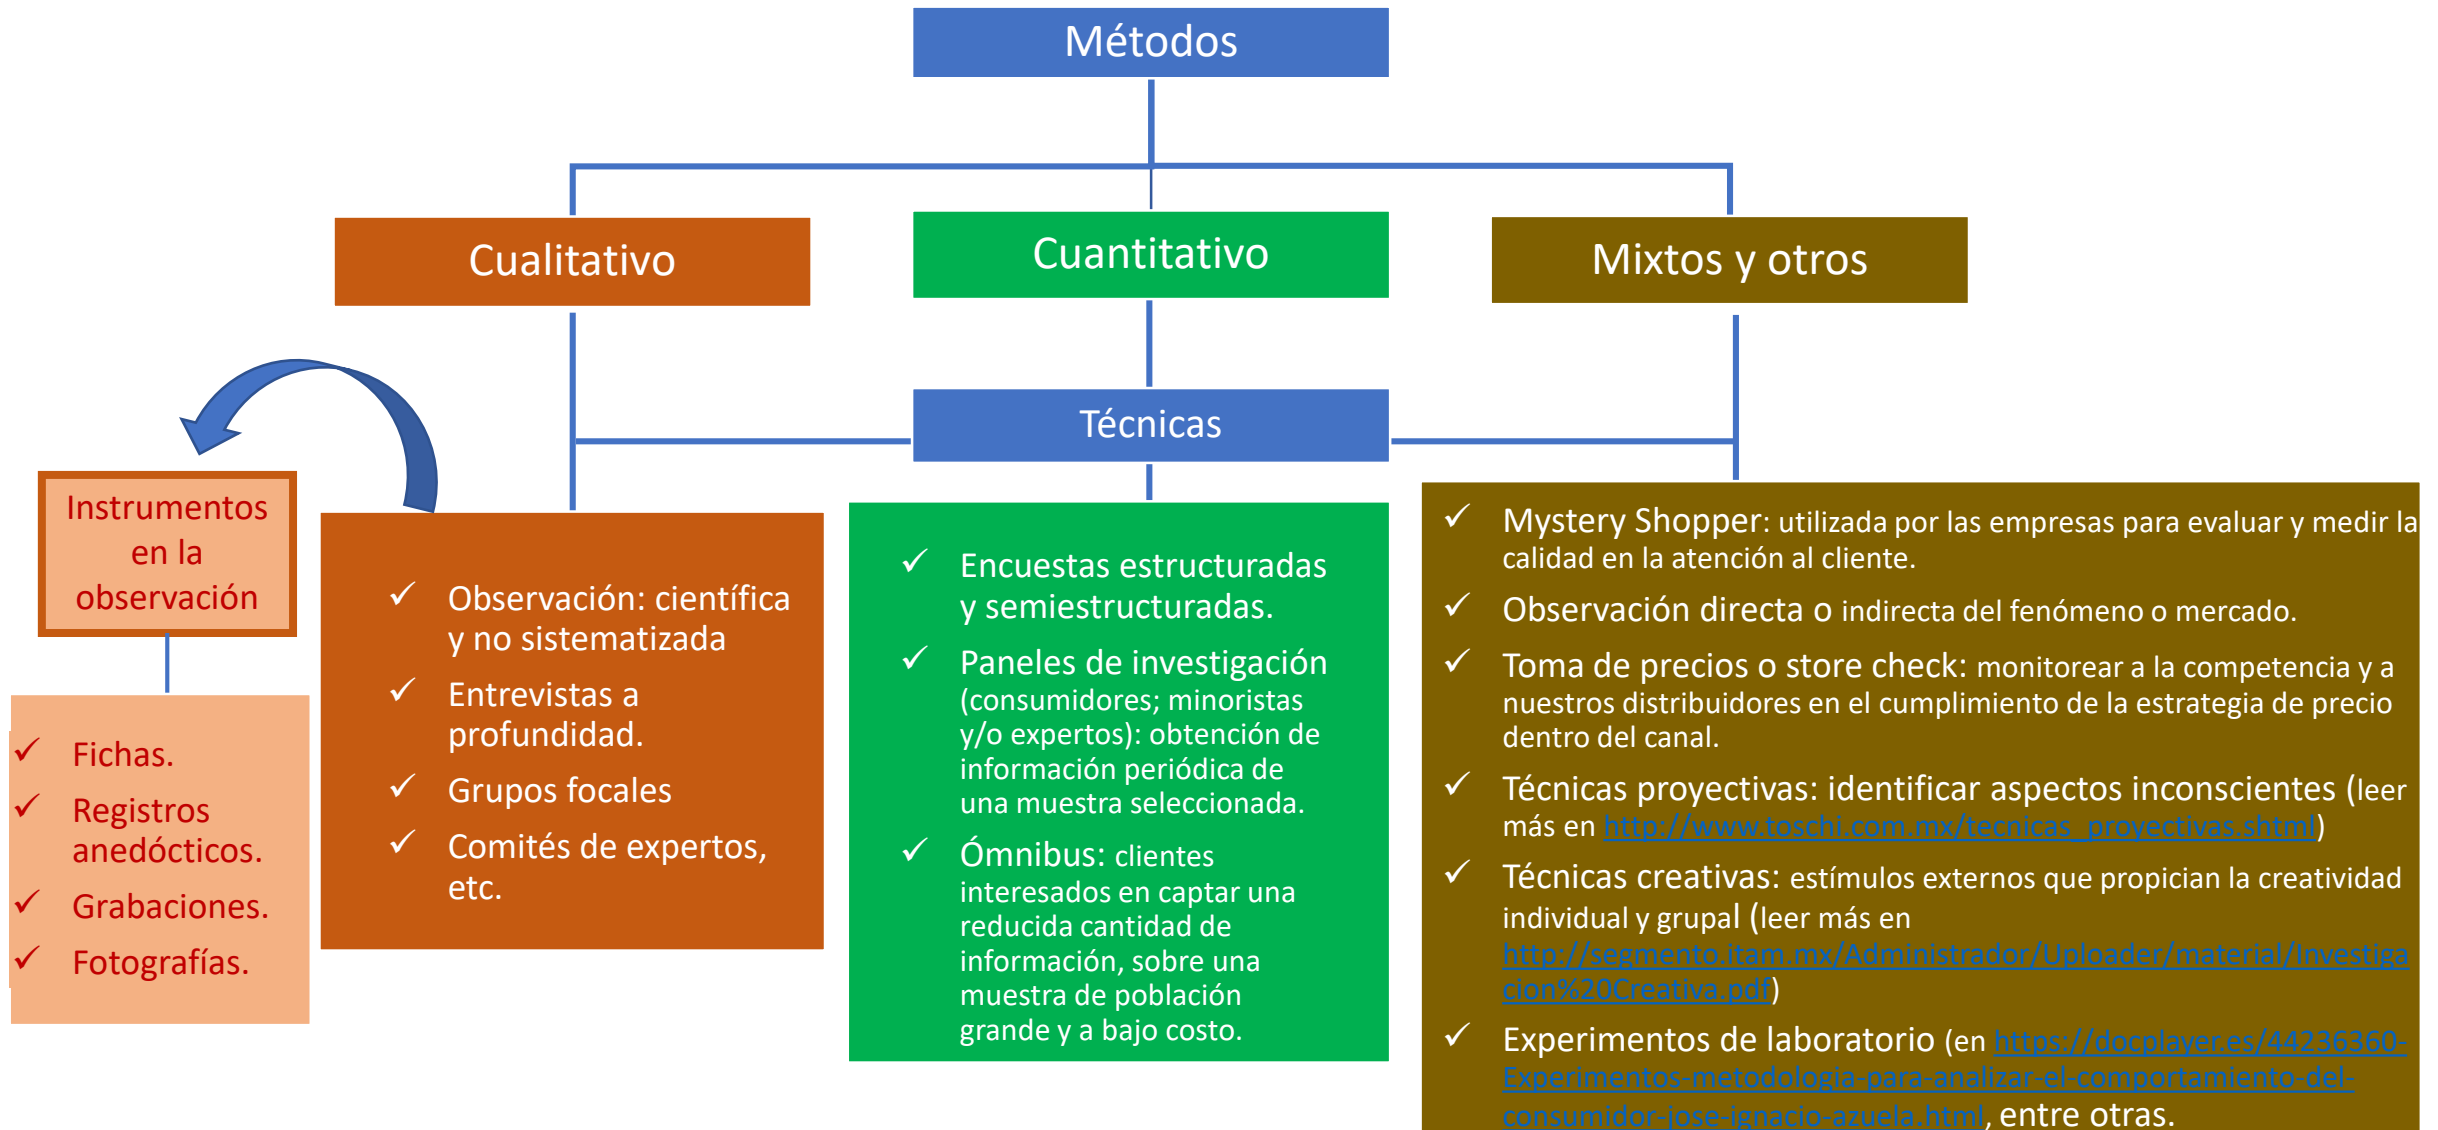 Métodos
Cualitativo
Cuantitativo
Mixtos y otros
Técnicas
Instrumentos
en la
observación
✓ Fichas.
✓ Registros
anedócticos.
✓ Grabaciones.
✓ Fotografías.
✓ Observación: científica
y no sistematizada
✓ Entrevistas a
profundidad.
✓ Grupos focales
✓ Comités de expertos,
etc.
✓ Encuestas estructuradas
y semiestructuradas.
✓ Paneles de investigación
(consumidores; minoristas
y/o expertos): obtención de
información periódica de
una muestra seleccionada.
✓ Ómnibus: clientes
interesados en captar una
reducida cantidad de
información, sobre una
muestra de población
grande y a bajo costo.
✓ Mystery Shopper: utilizada por las empresas para evaluar y medir la
calidad en la atención al cliente.
✓ Observación directa o indirecta del fenómeno o mercado.
✓ Toma de precios o store check: monitorear a la competencia y a
nuestros distribuidores en el cumplimiento de la estrategia de precio
dentro del canal.
✓ Técnicas proyectivas: identificar aspectos inconscientes (leer
más en http://www.toschi.com.mx/tecnicas_proyectivas.shtml)
✓ Técnicas creativas: estímulos externos que propician la creatividad
individual y grupal (leer más en
http://segmento.itam.mx/Administrador/Uploader/material/Investiga
cion%20Creativa.pdf)
✓ Experimentos de laboratorio (en https://docplayer.es/44236360-
Experimentos-metodologia-para-analizar-el-comportamiento-del-
consumidor-jose-ignacio-azuela.html, entre otras.